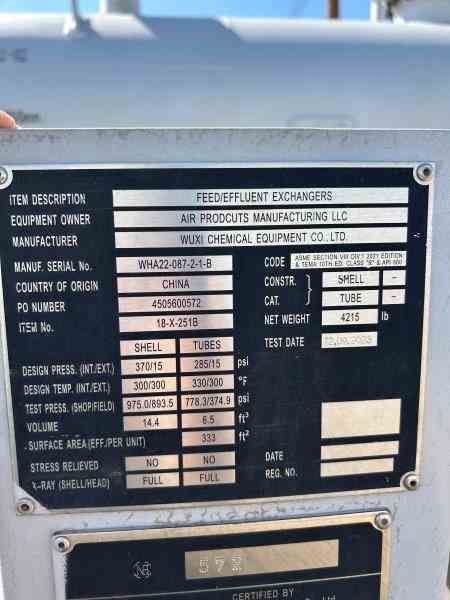 ITEM DESCRIPTION FEED/EFFLUENT EXCHANGERS
EQUIPMENT OWNER AIR PRODCUTS MANUFACTURING LLC
MANUFACTURER WUXI CHEMICAL EQUIPMENT CO.,LTD.
MANUF. SERIAL No. WHA22-087-2-1-B
COUNTRY OF ORIGIN CHINA
PO NUMBER 4505600572
ITEM No. 18-X-251B
CODE ASME SECTION VIII DIV.1 2021 EDITION
& TEMA 10TH ED. CLASS "R" & API 660
CONSTR. } SHELL -
CAT. TUBE -
NET WEIGHT 4215 lb
TEST DATE
SHELL TUBES
DESIGN PRESS. (INT./EXT.) 370/15 285/15 psi
DESIGN TEMP. (INT./EXT.) 300/300 330/300 °F
TEST PRESS. (SHOP/FIELD) 975.0/893.5 778.3/374.9 psi
VOLUME 14.4 6.5 ft³
SURFACE AREA (EFF./PER UNIT) 333 ft²
STRESS RELIEVED NO NO
X-RAY (SHELL/HEAD) FULL FULL
DATE
REG. NO.
572
CERTIFIED BY